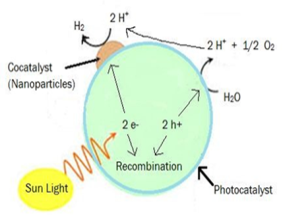 H₂
2 H⁺
2 H⁺ + 1/2 O₂
Cocatalyst
(Nanoparticles)
H₂O
2 e-
2 h+
Recombination
Sun Light
Photocatalyst